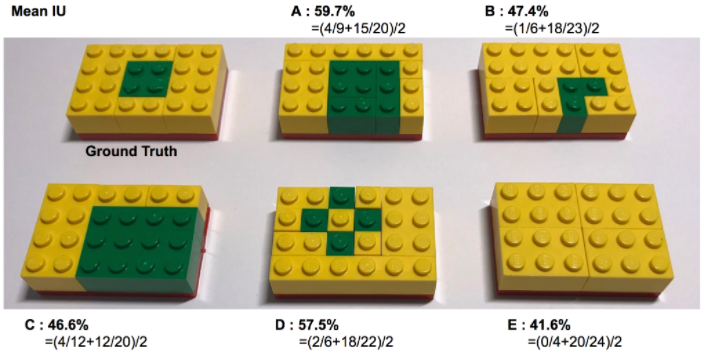 Mean IU
A : 59.7%
=(4/9+15/20)/2
B : 47.4%
=(1/6+18/23)/2
Ground Truth
C : 46.6%
=(4/12+12/20)/2
D : 57.5%
=(2/6+18/22)/2
E : 41.6%
=(0/4+20/24)/2